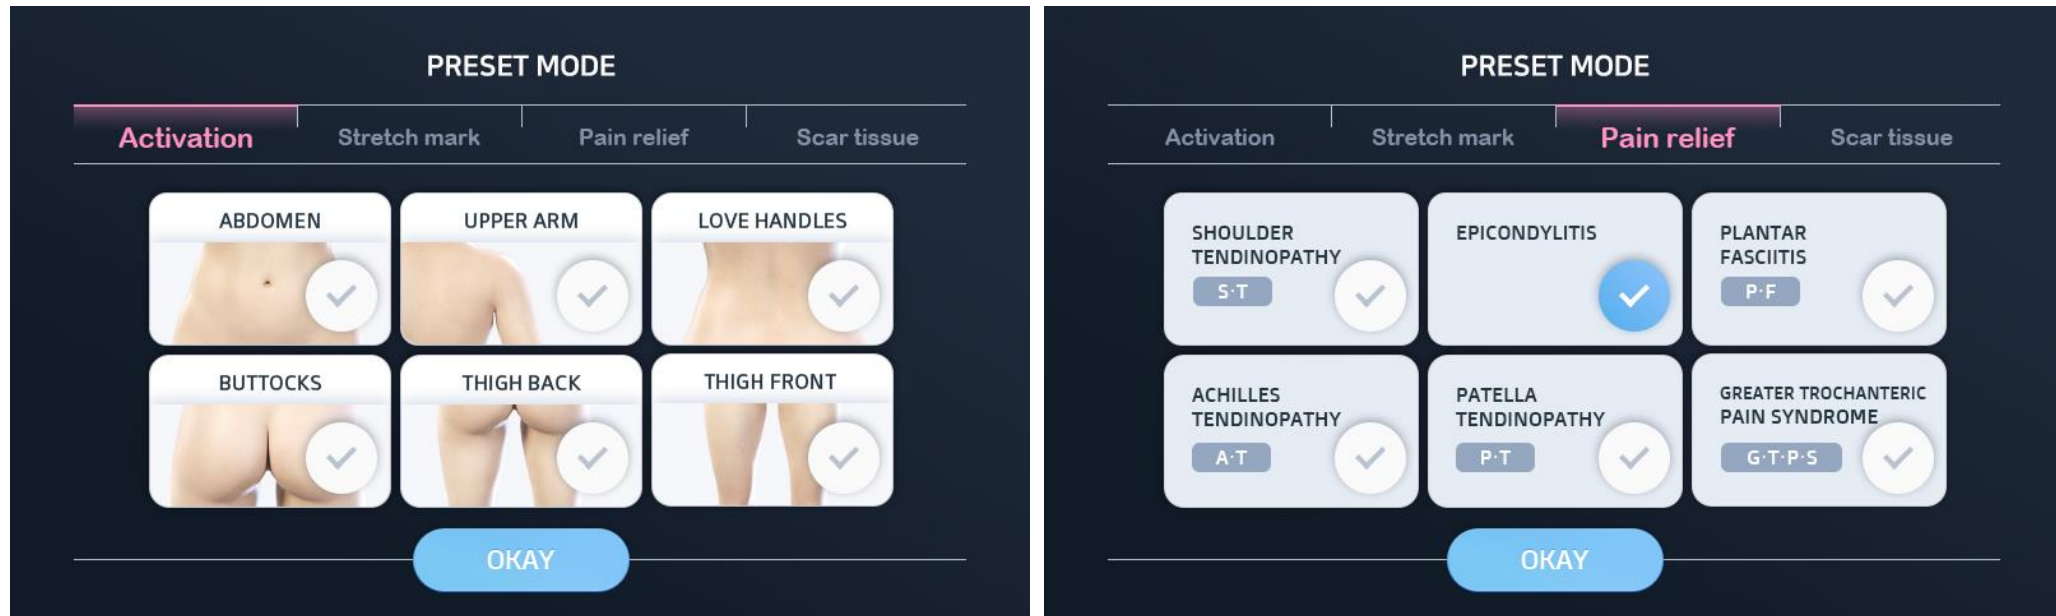 PRESET MODE
Activation Stretch mark Pain relief Scar tissue
ABDOMEN UPPER ARM LOVE HANDLES
BUTTOCKS THIGH BACK THIGH FRONT
OKAY
PRESET MODE
Activation Stretch mark Pain relief Scar tissue
SHOULDER
TENDINOPATHY
S·T
EPICONDYLITIS
PLANTAR
FASCIITIS
P·F
ACHILLES
TENDINOPATHY
A·T
PATELLA
TENDINOPATHY
P·T
GREATER TROCHANTERIC
PAIN SYNDROME
G·T·P·S
OKAY